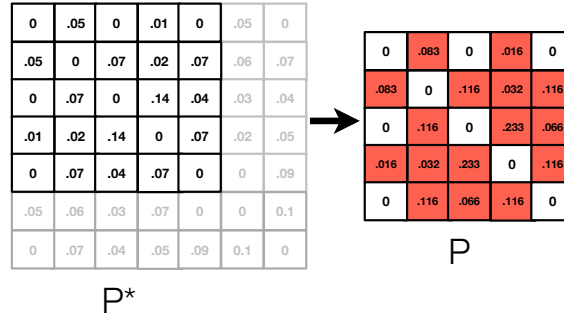 0 .05 0 .01 0 .05 0
.05 0 .07 .02 .07 .06 .07
0 .07 0 .14 .04 .03 .04
.01 .02 .14 0 .07 .02 .05
0 .07 .04 .07 0 0 .09
.05 .06 .03 .07 0 0 0.1
0 .07 .04 .05 .09 0.1 0
P*
0 .083 0 .016 0
.083 0 .116 .032 .116
0 .116 0 .233 .066
.016 .032 .233 0 .116
0 .116 .066 .116 0
P